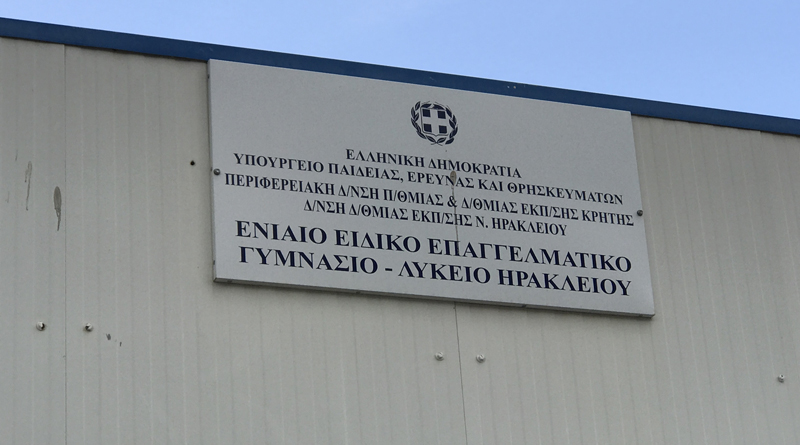 ΕΛΛΗΝΙΚΗ ΔΗΜΟΚΡΑΤΙΑ
ΥΠΟΥΡΓΕΙΟ ΠΑΙΔΕΙΑΣ, ΕΡΕΥΝΑΣ ΚΑΙ ΘΡΗΣΚΕΥΜΑΤΩΝ
ΠΕΡΙΦΕΡΕΙΑΚΗ Δ/ΝΣΗ Π/ΘΜΙΑΣ & Δ/ΘΜΙΑΣ ΕΚΠ/ΣΗΣ ΚΡΗΤΗΣ
Δ/ΝΣΗ Δ/ΘΜΙΑΣ ΕΚΠ/ΣΗΣ Ν. ΗΡΑΚΛΕΙΟΥ
ΕΝΙΑΙΟ ΕΙΔΙΚΟ ΕΠΑΓΓΕΛΜΑΤΙΚΟ
ΓΥΜΝΑΣΙΟ - ΛΥΚΕΙΟ ΗΡΑΚΛΕΙΟΥ